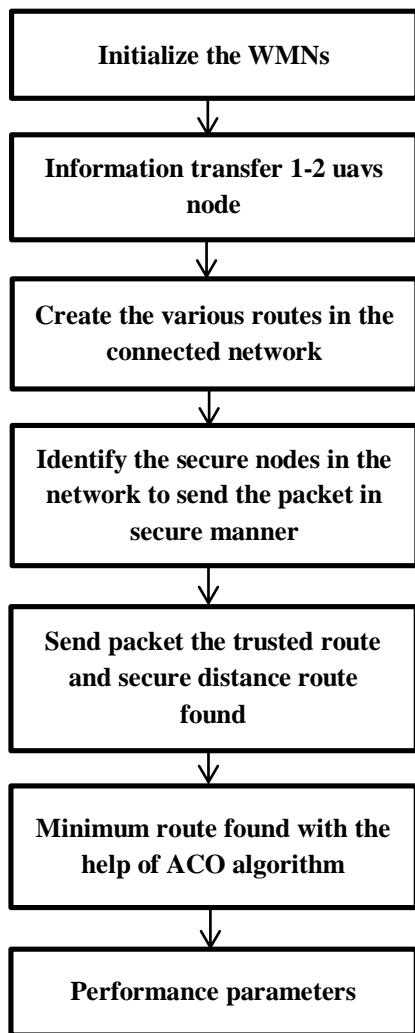 Initialize the WMNs
Information transfer 1-2 uavs
node
Create the various routes in the
connected network
Identify the secure nodes in the
network to send the packet in
secure manner
Send packet the trusted route
and secure distance route
found
Minimum route found with the
help of ACO algorithm
Performance parameters